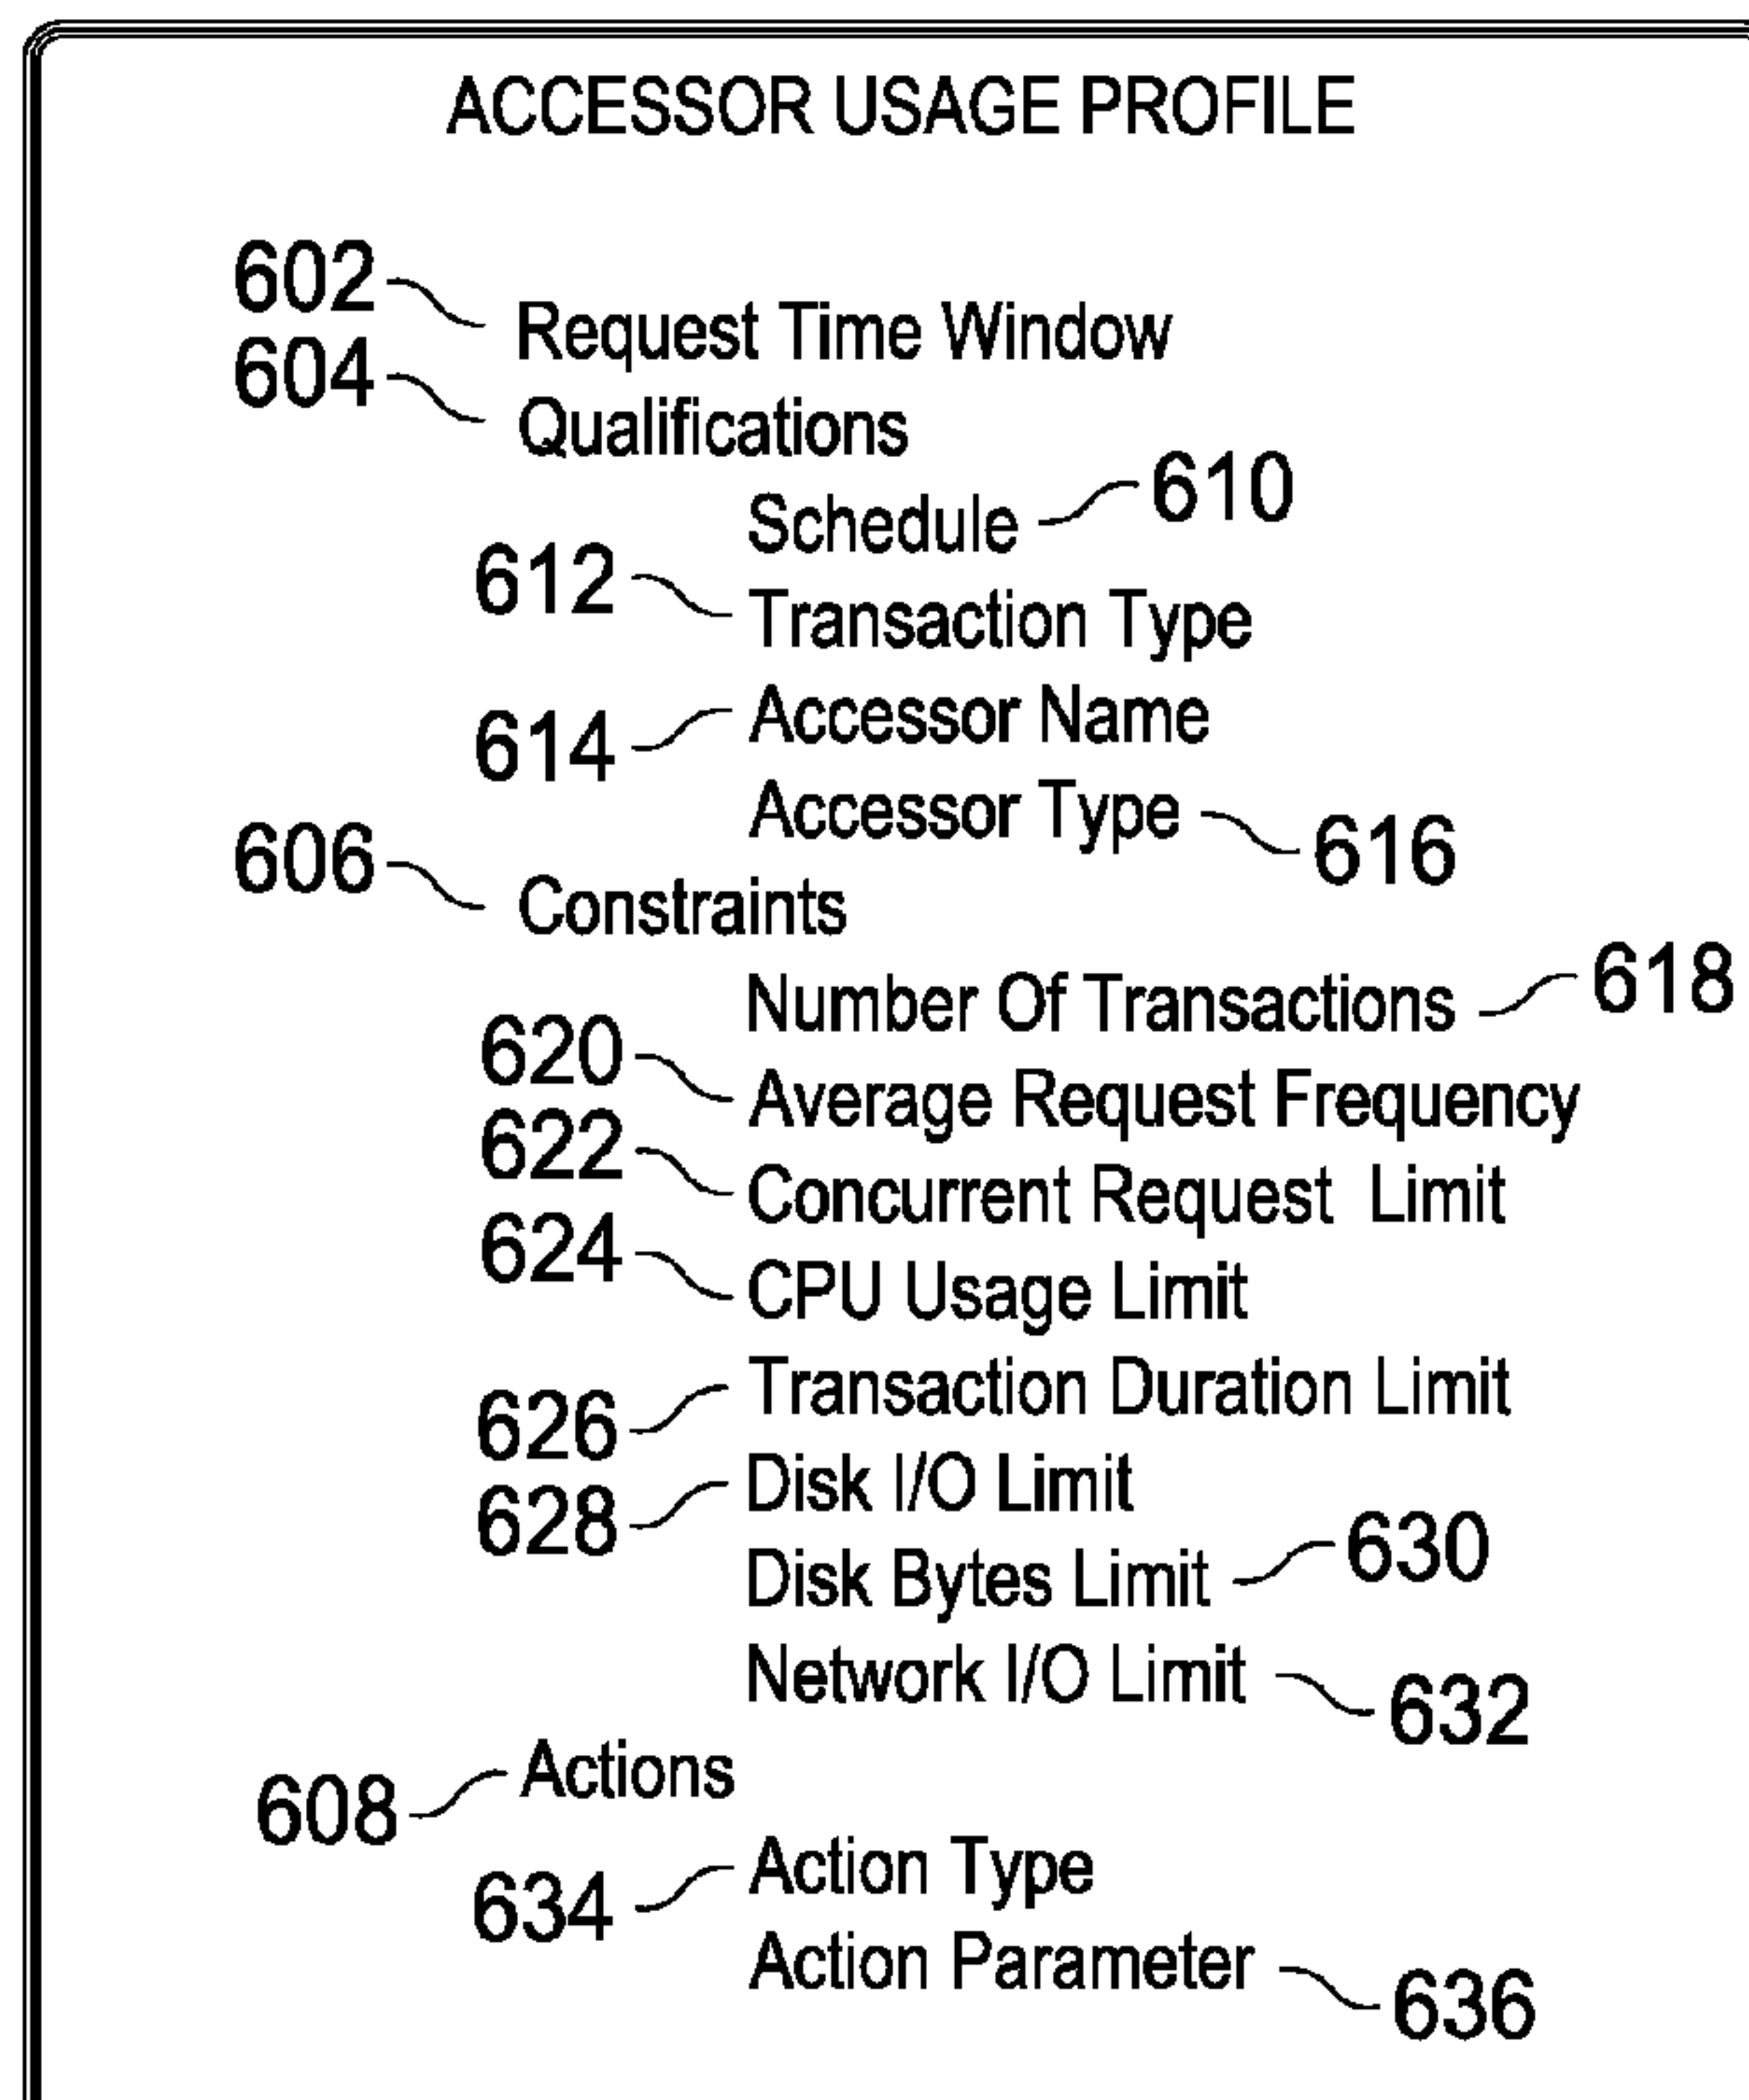 ACCESSOR USAGE PROFILE
602 Request Time Window
604 Qualifications
Schedule 610
612 Transaction Type
614 Accessor Name
Accessor Type 616
606 Constraints
Number Of Transactions 618
620 Average Request Frequency
622 Concurrent Request Limit
624 CPU Usage Limit
626 Transaction Duration Limit
628 Disk I/O Limit
Disk Bytes Limit 630
Network I/O Limit 632
608 Actions
634 Action Type
Action Parameter 636